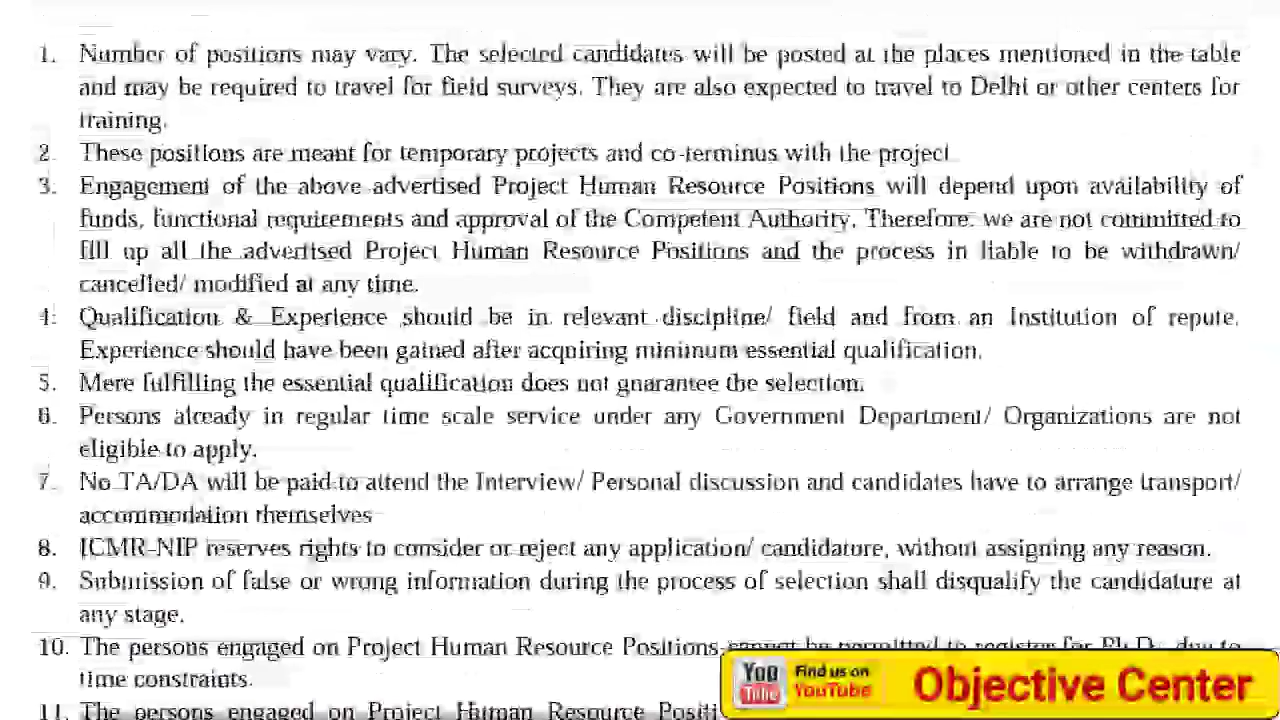 1. Number of positions may vary. The selected candidates will be posted at the places mentioned in the table
and may be required to travel for field surveys. They are also expected to travel to Delhi or other centers for
training.
2. These positions are meant for temporary projects and co-terminus with the project
3. Engagement of the above advertised Project Human Resource Positions will depend upon availability of
funds, functional requirements and approval of the Competent Authority. Therefore, we are not committed to
fill up all the advertised Project Human Resource Positions and the process in liable to be withdrawn/
cancelled/ modified at any time.
4. Qualification & Experience should be in relevant discipline/ field and from an Institution of repute.
Experience should have been gained after acquiring minimum essential qualification.
5. Mere fulfilling the essential qualification does not guarantee the selection.
6. Persons already in regular time scale service under any Government Department/ Organizations are not
eligible to apply.
7. No TA/DA will be paid to attend the Interview/ Personal discussion and candidates have to arrange transport/
accommodation themselves
8. ICMR-NIP reserves rights to consider or reject any application/ candidature, without assigning any reason.
9. Submission of false or wrong information during the process of selection shall disqualify the candidature at
any stage.
10. The persons engaged on Project Human Resource Positions cannot be permitted to register for Ph.D., due to
time constraints.
11. The persons engaged on Project Human Resource
You Tube Find us on YouTube Objective Center